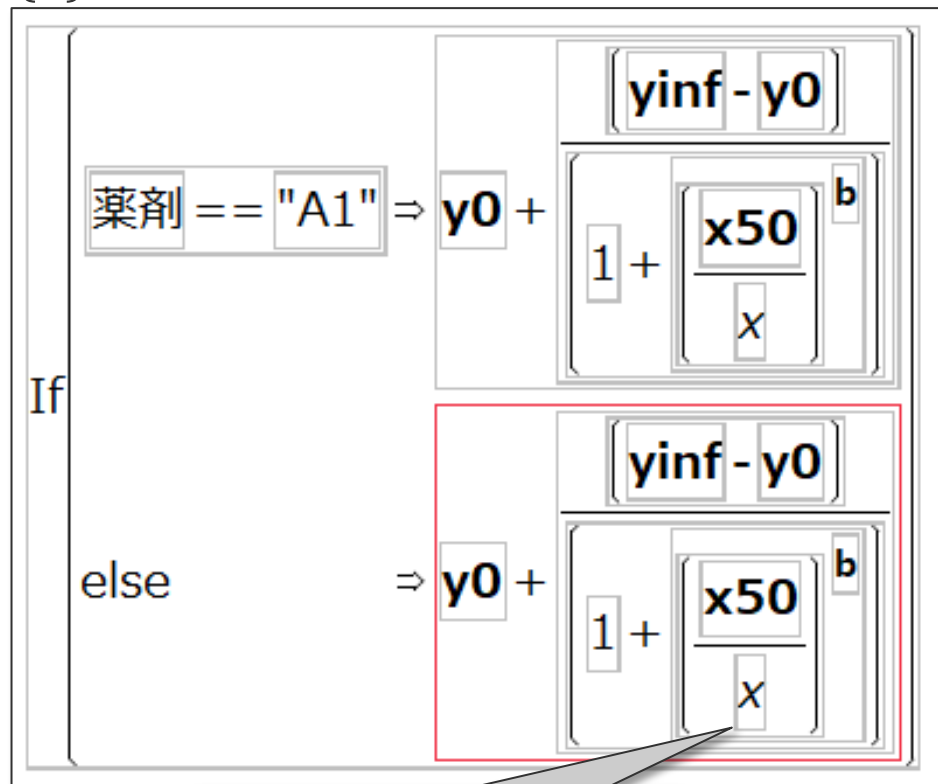 If
薬剤 == "A1" ⇒ y0 + (yinf - y0) / (1 + (x50 / x)^b)
else ⇒ y0 + (yinf - y0) / (1 + (x50 / x)^b)